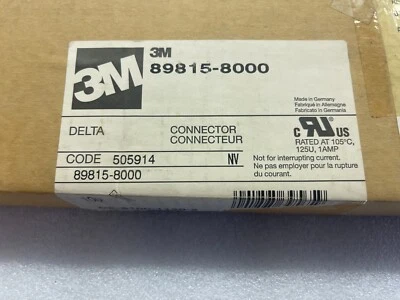 3M
3M
89815-8000
Made in Germany
Fabriqué en Allemagne
Fabricato in Germania
DELTA
CONNECTOR
CONNECTEUR
C RU US
RATED AT 105°C,
125U, 1AMP
CODE 505914 NV
Not for interrupting current.
Ne pas employer pour la rupture
du courant.
89815-8000